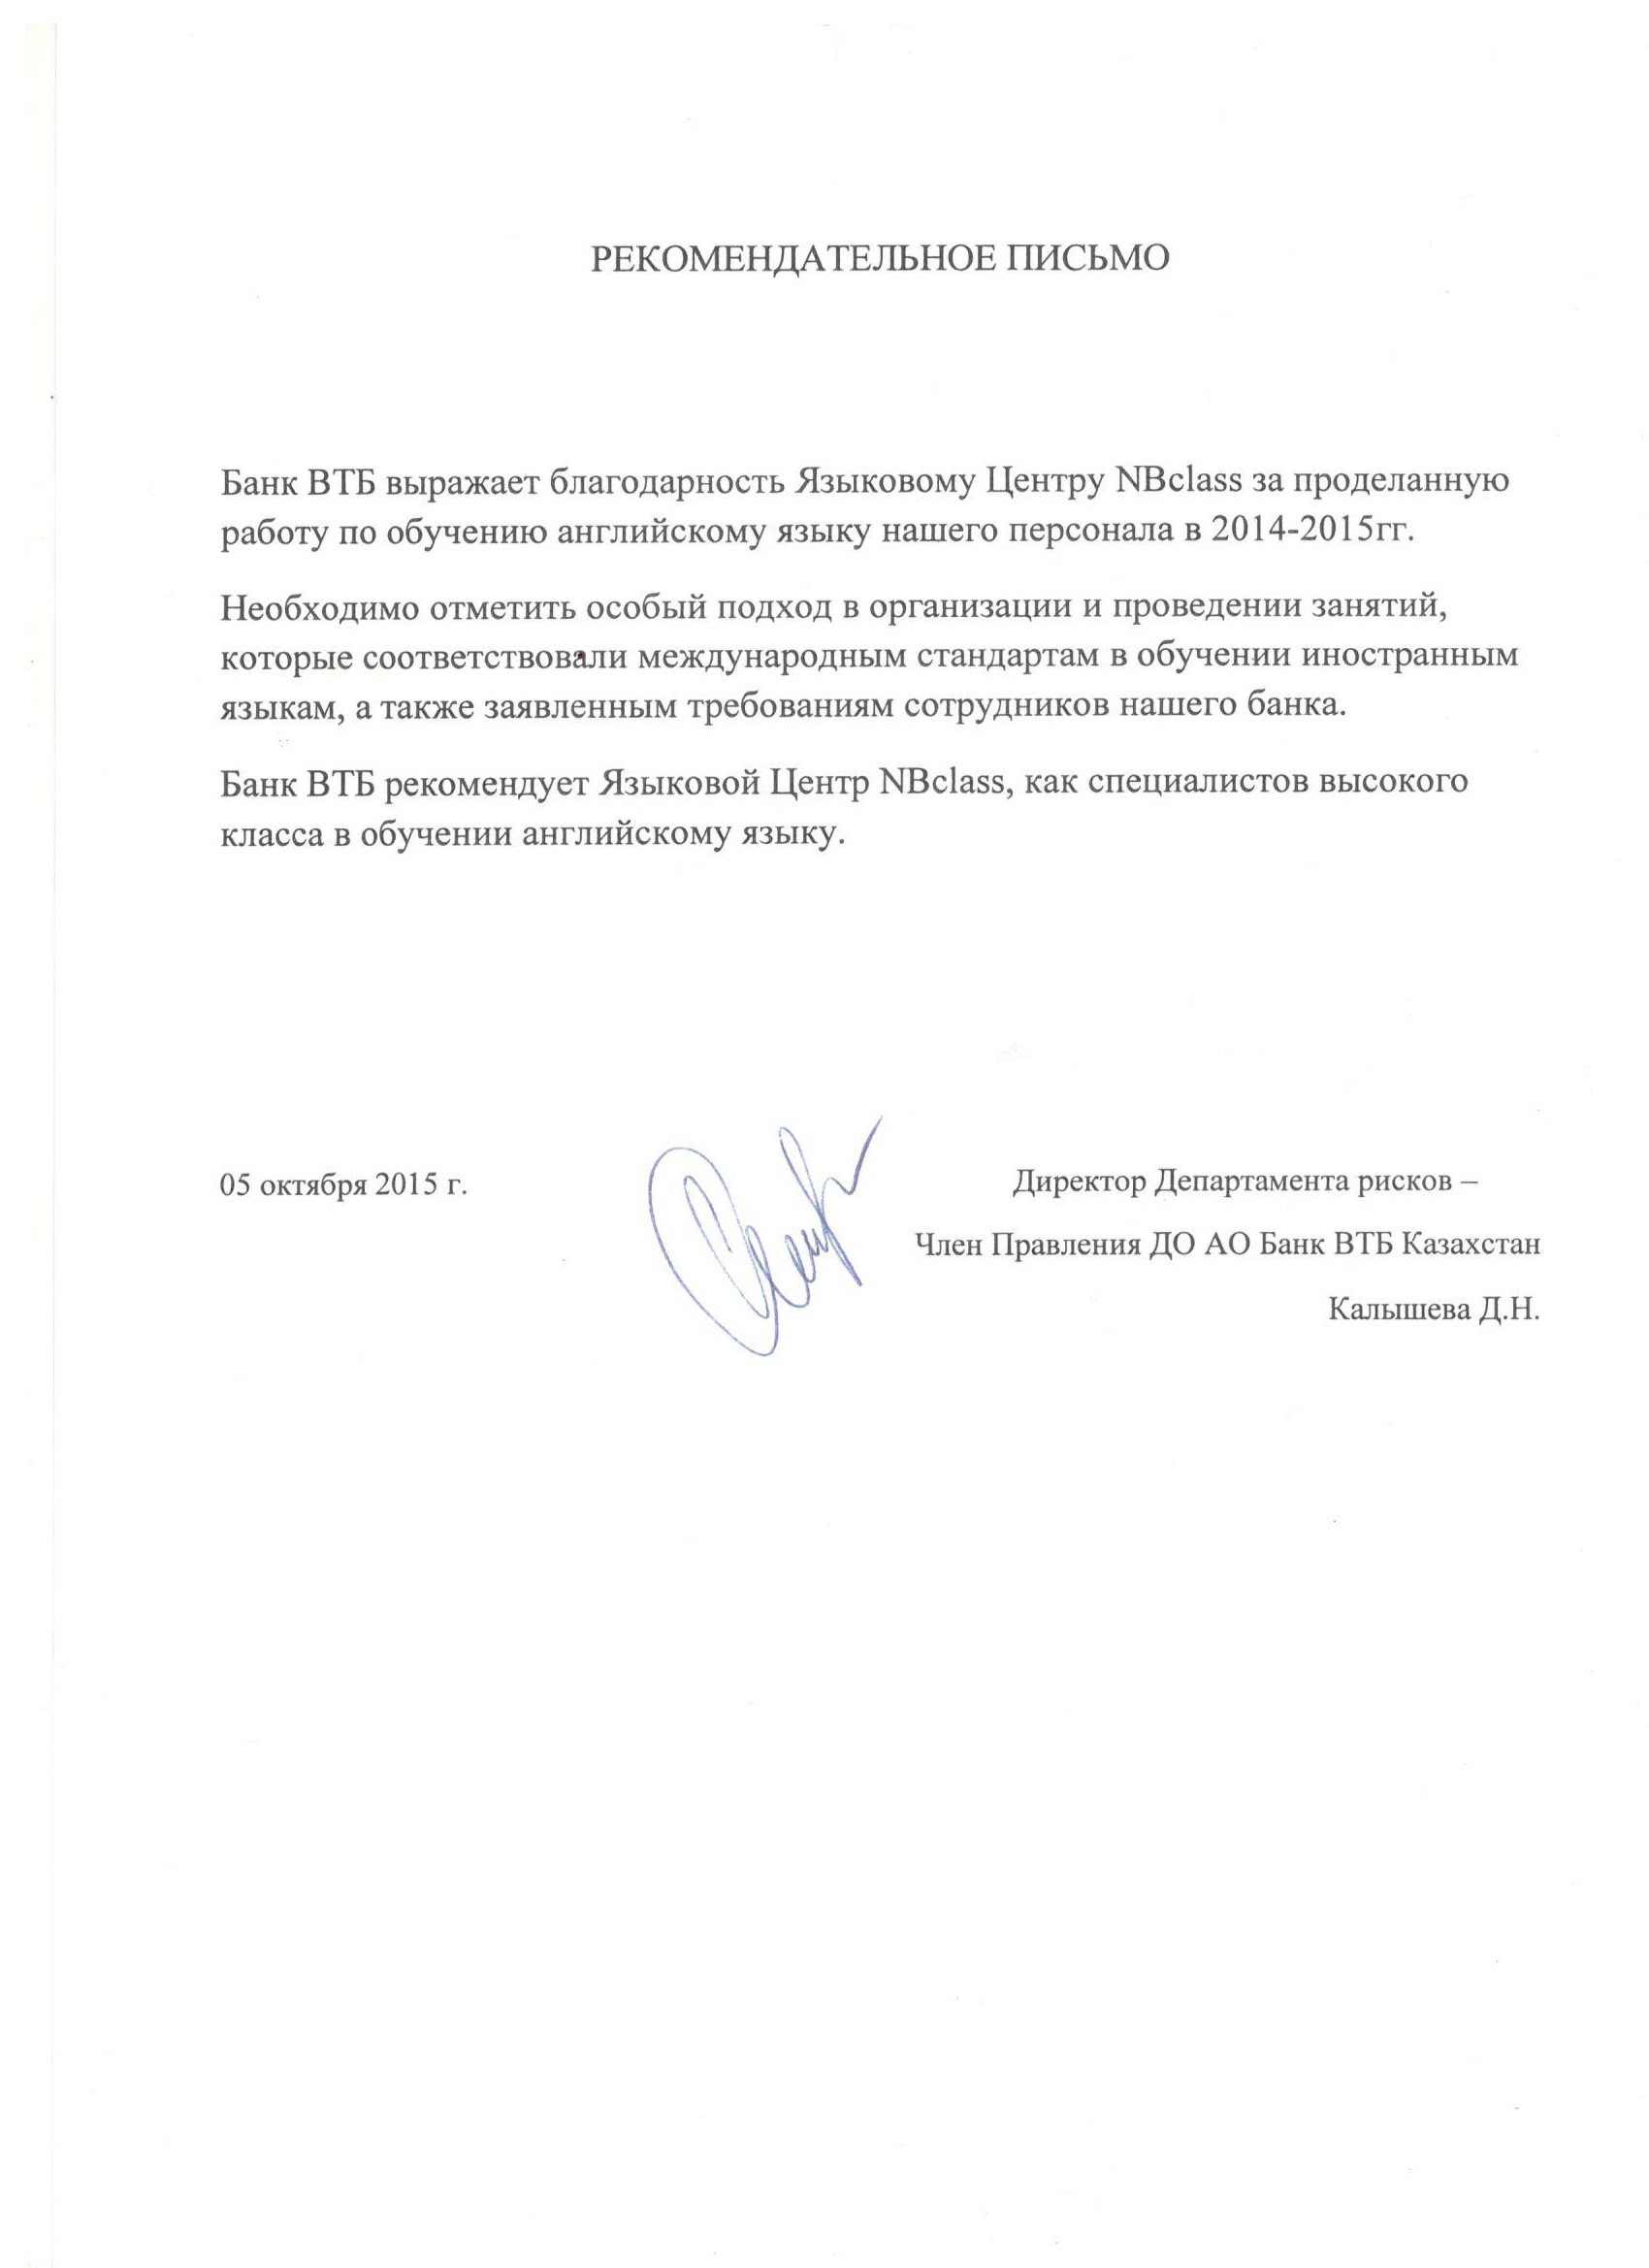 РЕКОМЕНДАТЕЛЬНОЕ ПИСЬМО
Банк ВТБ выражает благодарность Языковому Центру NBclass за проделанную
работу по обучению английскому языку нашего персонала в 2014-2015гг.
Необходимо отметить особый подход в организации и проведении занятий,
которые соответствовали международным стандартам в обучении иностранным
языкам, а также заявленным требованиям сотрудников нашего банка.
Банк ВТБ рекомендует Языковой Центр NBclass, как специалистов высокого
класса в обучении английскому языку.
05 октября 2015 г.
Директор Департамента рисков –
Член Правления ДО АО Банк ВТБ Казахстан
Калышева Д.Н.